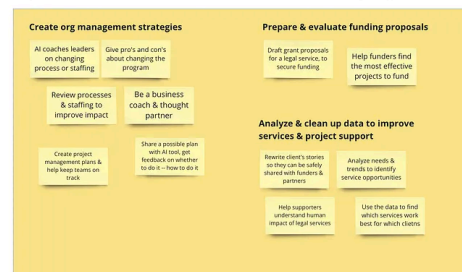 Create org management strategies
AI coaches leaders
on changing
process or staffing
Give pro's and con's
about changing the
program
Review processes
& staffing to
improve impact
Be a business
coach & thought
partner
Create project
management plans &
help keep teams on
track
Share a possible plan
with AI tool, get
feedback on whether
to do it -- how to do it
Prepare & evaluate funding proposals
Draft grant proposals
for a legal service, to
secure funding
Help funders find
the most effective
projects to fund
Analyze & clean up data to improve
services & project support
Rewrite client's stories
so they can be safely
shared with funders &
partners
Analyze needs &
trends to identify
service opportunities
Help supporters
understand human
impact of legal services
Use the data to find
which services work
best for which clietns